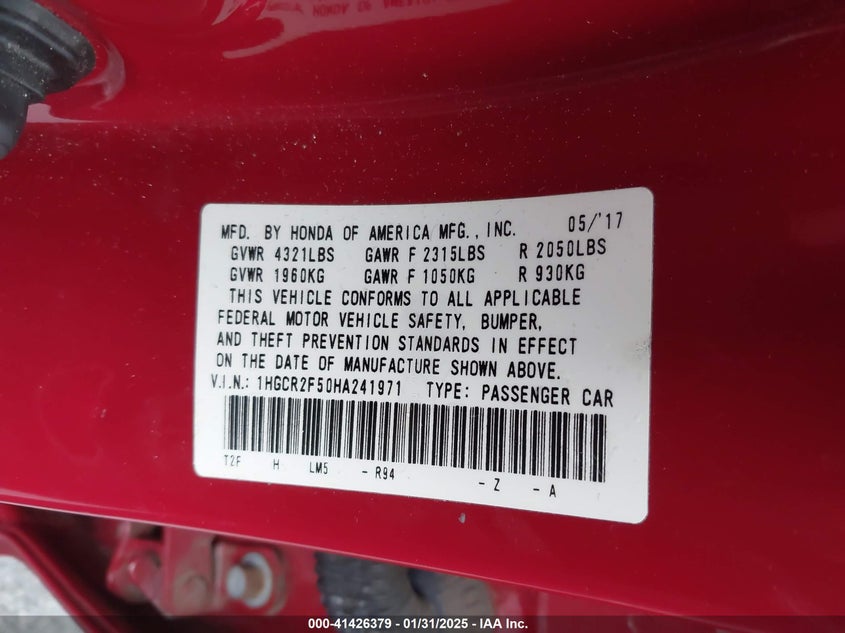 MFD. BY HONDA OF AMERICA MFG., INC. 05/'17
GVWR 4321LBS GAWR F 2315LBS R 2050LBS
GVWR 1960KG GAWR F 1050KG R 930KG
THIS VEHICLE CONFORMS TO ALL APPLICABLE
FEDERAL MOTOR VEHICLE SAFETY, BUMPER,
AND THEFT PREVENTION STANDARDS IN EFFECT
ON THE DATE OF MANUFACTURE SHOWN ABOVE.
V.I.N.: 1HGCR2F50HA241971 TYPE: PASSENGER CAR
T2F H LM5 - R94 - Z - A
000-41426379 - 01/31/2025 - IAA Inc.